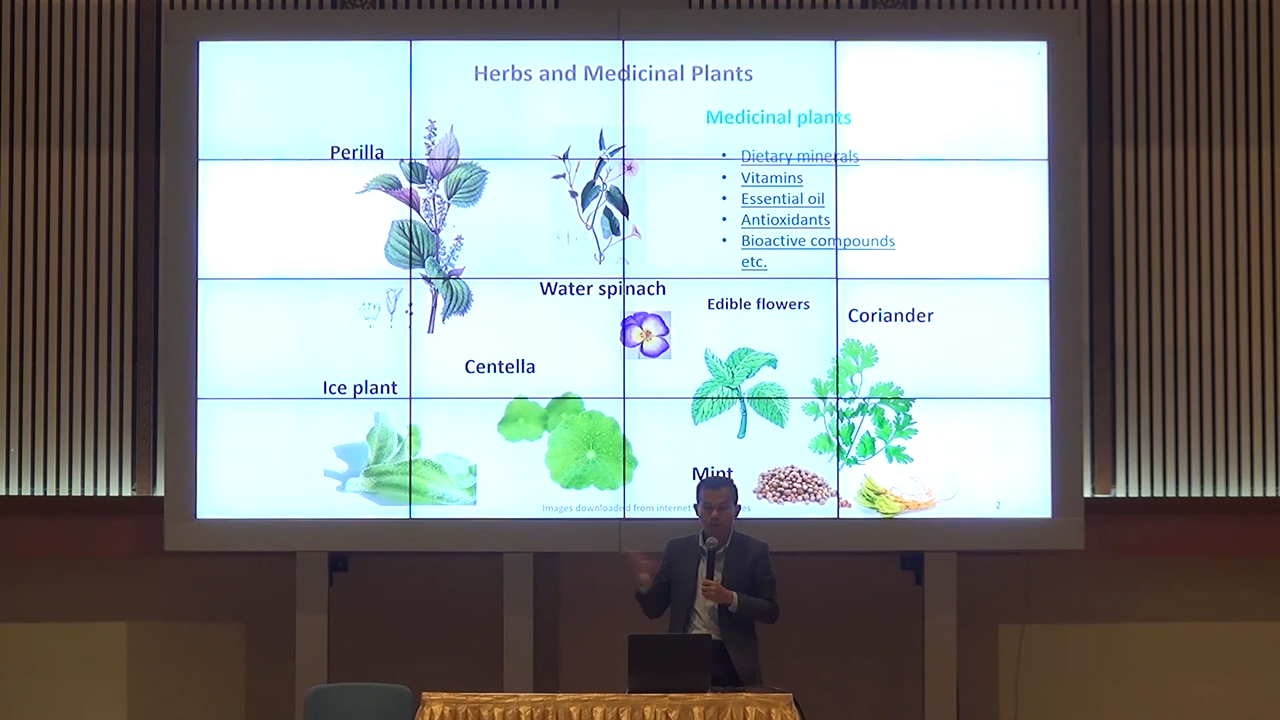 Herbs and Medicinal Plants
Medicinal plants
Perilla
• Dietary minerals
• Vitamins
• Essential oil
• Antioxidants
• Bioactive compounds
etc.
Water spinach
Edible flowers
Coriander
Centella
Ice plant
Mint
Images downloaded from internet
2